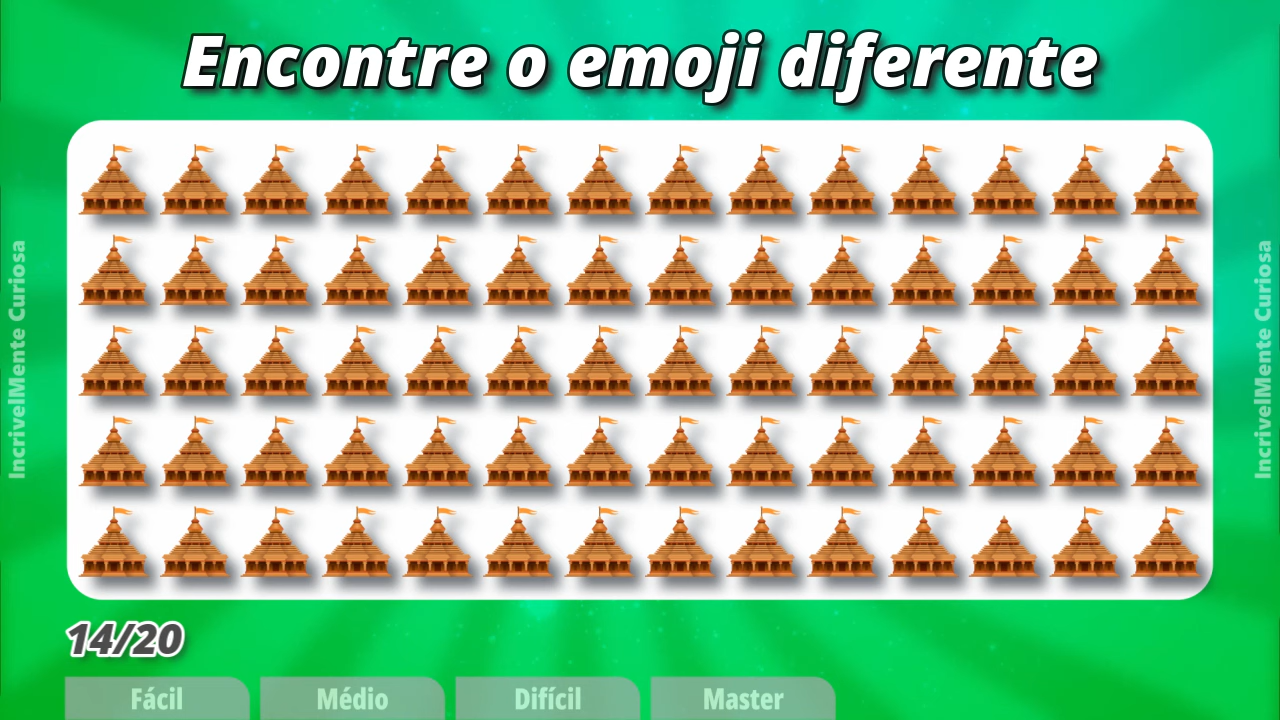 Encontre o emoji diferente
IncrivelMente Curiosa
IncrivelMente Curiosa
14/20
Fácil
Médio
Difícil
Master